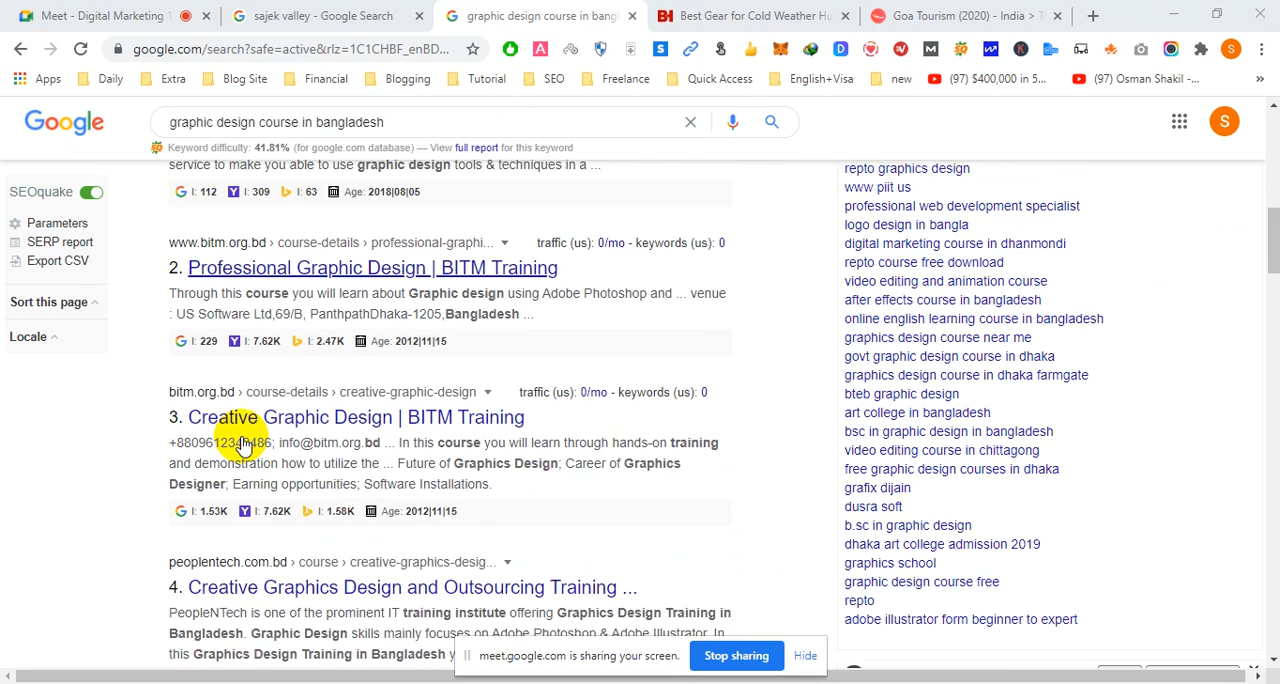 Meet - Digital Marketing
sajek valley - Google Search
graphic design course in bang
Best Gear for Cold Weather Hu
Goa Tourism (2020) - India > T
google.com/search?safe=active&rlz=1C1CHBF_enBD...
Apps
Daily
Extra
Blog Site
Financial
Blogging
Tutorial
SEO
Freelance
Quick Access
English+Visa
new
(97) $400,000 in 5...
(97) Osman Shakil -...
»
Google
graphic design course in bangladesh
S
Keyword difficulty: 41.81% (for google.com database) — View full report for this keyword
SEOquake
Parameters
SERP report
Export CSV
Sort this page
Locale
service to make you able to use graphic design tools & techniques in a ...
I: 112 I: 309 I: 63 Age: 2018|08|05
www.bitm.org.bd › course-details › professional-graphi... traffic (us): 0/mo - keywords (us): 0
2. Professional Graphic Design | BITM Training
Through this course you will learn about Graphic design using Adobe Photoshop and ... venue
: US Software Ltd,69/B, PanthpathDhaka-1205,Bangladesh ...
I: 229 I: 7.62K I: 2.47K Age: 2012|11|15
bitm.org.bd › course-details › creative-graphic-design traffic (us): 0/mo - keywords (us): 0
3. Creative Graphic Design | BITM Training
info@bitm.org.bd ... In this course you will learn through hands-on training
and demonstration how to utilize the ... Future of Graphics Design; Career of Graphics
Designer; Earning opportunities; Software Installations.
I: 1.53K I: 7.62K I: 1.58K Age: 2012|11|15
peoplentech.com.bd › course › creative-graphics-desig...
4. Creative Graphics Design and Outsourcing Training ...
PeopleNTech is one of the prominent IT training institute offering Graphics Design Training in
Bangladesh. Graphic Design skills mainly focuses on Adobe Photoshop & Adobe Illustrator. In
this Graphics Design Training in Bangladesh
repto graphics design
www piit us
professional web development specialist
logo design in bangla
digital marketing course in dhanmondi
repto course free download
video editing and animation course
after effects course in bangladesh
online english learning course in bangladesh
graphics design course near me
govt graphic design course in dhaka
graphics design course in dhaka farmgate
bteb graphic design
art college in bangladesh
bsc in graphic design in bangladesh
video editing course in chittagong
free graphic design courses in dhaka
grafix dijain
dusra soft
b.sc in graphic design
dhaka art college admission 2019
graphics school
graphic design course free
repto
adobe illustrator form beginner to expert
meet.google.com is sharing your screen.
Stop sharing
Hide